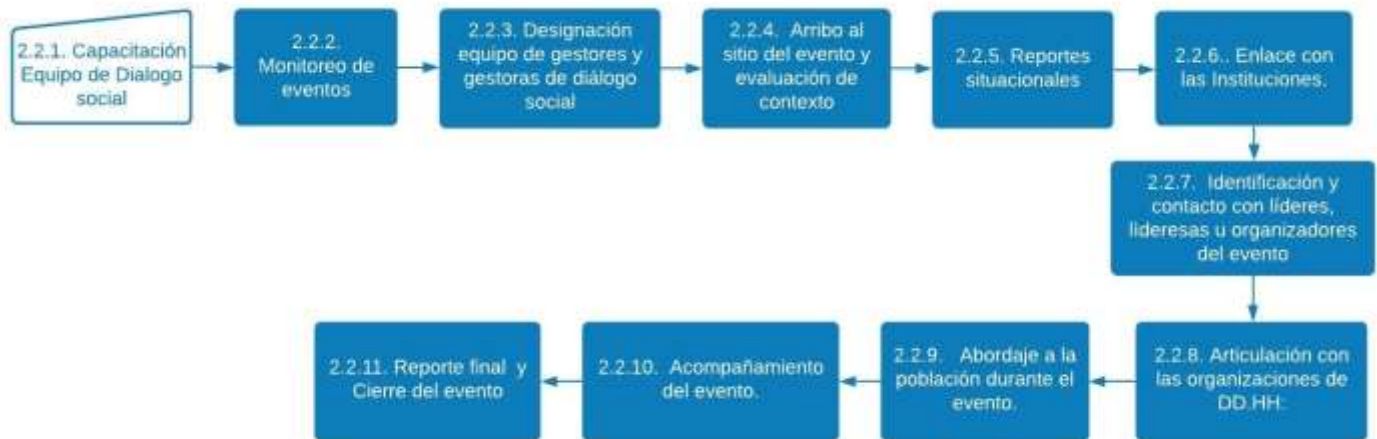 2.2.1. Capacitación
Equipo de Dialogo
social
2.2.2.
Monitoreo de
eventos
2.2.3. Designación
equipo de gestores y
gestoras de diálogo
social
2.2.4. Arribo al
sitio del evento y
evaluación de
contexto
2.2.5. Reportes
situacionales
2.2.6.. Enlace con
las Instituciones.
2.2.7. Identificación y
contacto con líderes,
lideresas u organizadores
del evento
2.2.8. Articulación con
las organizaciones de
DD.HH:
2.2.9. Abordaje a la
población durante el
evento.
2.2.10. Acompañamiento
del evento.
2.2.11. Reporte final y
Cierre del evento